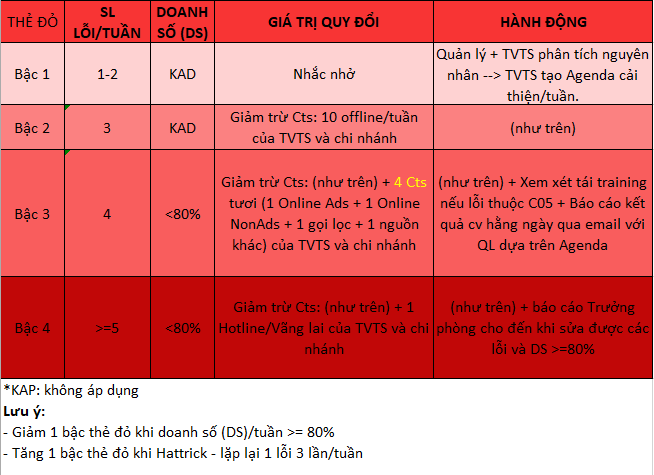 THẺ ĐỎ
SL LỖI/TUẦN
DOANH SỐ (DS)
GIÁ TRỊ QUY ĐỔI
HÀNH ĐỘNG
Bậc 1
1-2
KAD
Nhắc nhở
Quản lý + TVTS phân tích nguyên
nhân --> TVTS tạo Agenda cải
thiện/tuần.
Bậc 2
3
KAD
Giảm trừ Cts: 10 offline/tuần
của TVTS và chi nhánh
(như trên)
Bậc 3
4
<80%
Giảm trừ Cts: (như trên) + 4 Cts
tươi (1 Online Ads + 1 Online
NonAds + 1 gọi lọc + 1 nguồn
khác) của TVTS và chi nhánh
(như trên) + Xem xét tái training
nếu lỗi thuộc C05 + Báo cáo kết
quả cv hằng ngày qua email với
QL dựa trên Agenda
Bậc 4
>=5
<80%
Giảm trừ Cts: (như trên) + 1
Hotline/Vãng lai của TVTS và chi
nhánh
(như trên) + báo cáo Trưởng
phòng cho đến khi sửa được các
lỗi và DS >=80%
*KAP: không áp dụng
Lưu ý:
- Giảm 1 bậc thẻ đỏ khi doanh số (DS)/tuần >= 80%
- Tăng 1 bậc thẻ đỏ khi Hattrick - lặp lại 1 lỗi 3 lần/tuần